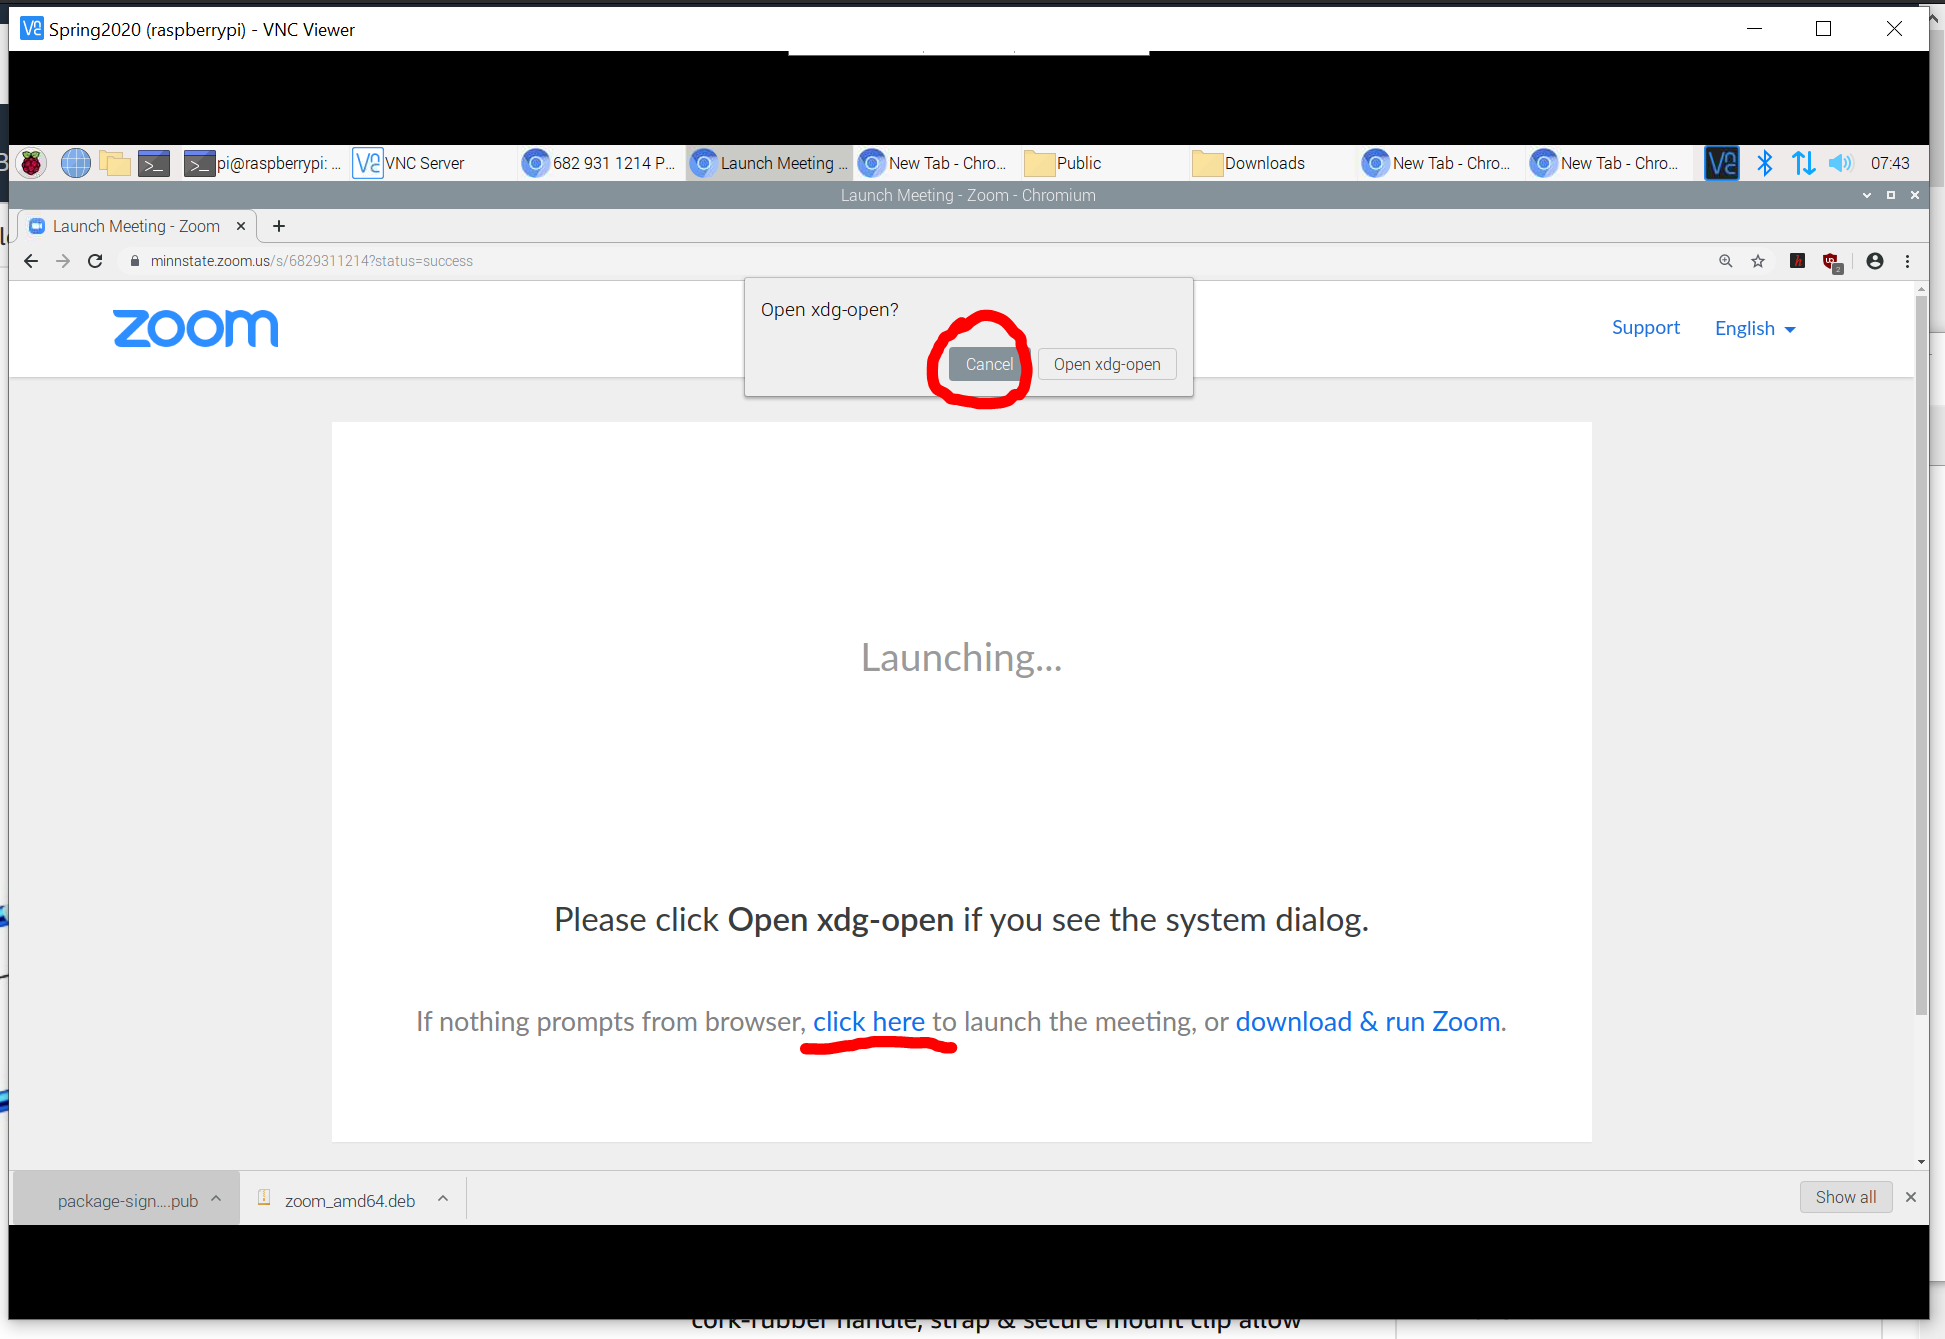 Spring2020 (raspberrypi) - VNC Viewer
pi@raspberrypi: ... VNC Server 682 931 1214 P... Launch Meeting ... New Tab - Chro... Public Downloads New Tab - Chro... New Tab - Chro... 07:43
Launch Meeting - Zoom - Chromium
Launch Meeting - Zoom
minnstate.zoom.us/s/6829311214?status=success
2
Open xdg-open?
zoom
Support English
Cancel Open xdg-open
Launching...
Please click Open xdg-open if you see the system dialog.
If nothing prompts from browser, click here to launch the meeting, or download & run Zoom.
package-sign....pub zoom_amd64.deb Show all
cork-rubber handle, strap & secure mount clip allow